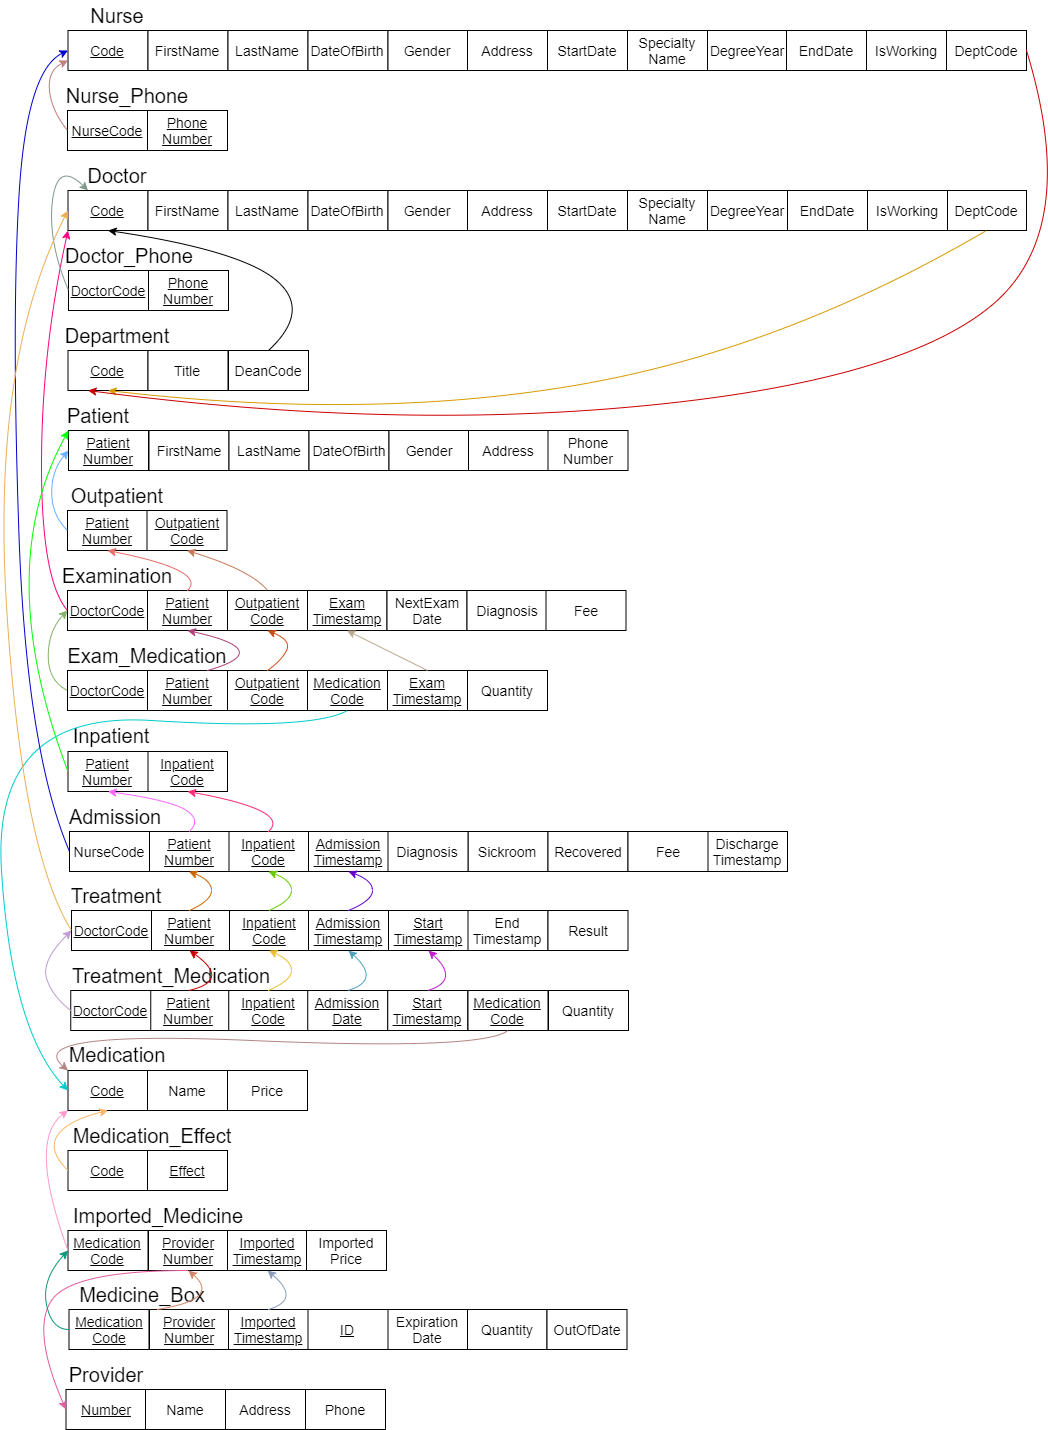 Nurse
Code FirstName LastName DateOfBirth Gender Address StartDate Specialty Name DegreeYear EndDate IsWorking DeptCode
Nurse_Phone
NurseCode Phone Number
Doctor
Code FirstName LastName DateOfBirth Gender Address StartDate Specialty Name DegreeYear EndDate IsWorking DeptCode
Doctor_Phone
DoctorCode Phone Number
Department
Code Title DeanCode
Patient
Patient Number FirstName LastName DateOfBirth Gender Address Phone Number
Outpatient
Patient Number Outpatient Code
Examination
DoctorCode Patient Number Outpatient Code Exam Timestamp NextExam Date Diagnosis Fee
Exam_Medication
DoctorCode Patient Number Outpatient Code Medication Code Exam Timestamp Quantity
Inpatient
Patient Number Inpatient Code
Admission
NurseCode Patient Number Inpatient Code Admission Timestamp Diagnosis Sickroom Recovered Fee Discharge Timestamp
Treatment
DoctorCode Patient Number Inpatient Code Admission Timestamp Start Timestamp End Timestamp Result
Treatment_Medication
DoctorCode Patient Number Inpatient Code Admission Date Start Timestamp Medication Code Quantity
Medication
Code Name Price
Medication_Effect
Code Effect
Imported_Medicine
Medication Code Provider Number Imported Timestamp Imported Price
Medicine_Box
Medication Code Provider Number Imported Timestamp ID Expiration Date Quantity OutOfDate
Provider
Number Name Address Phone